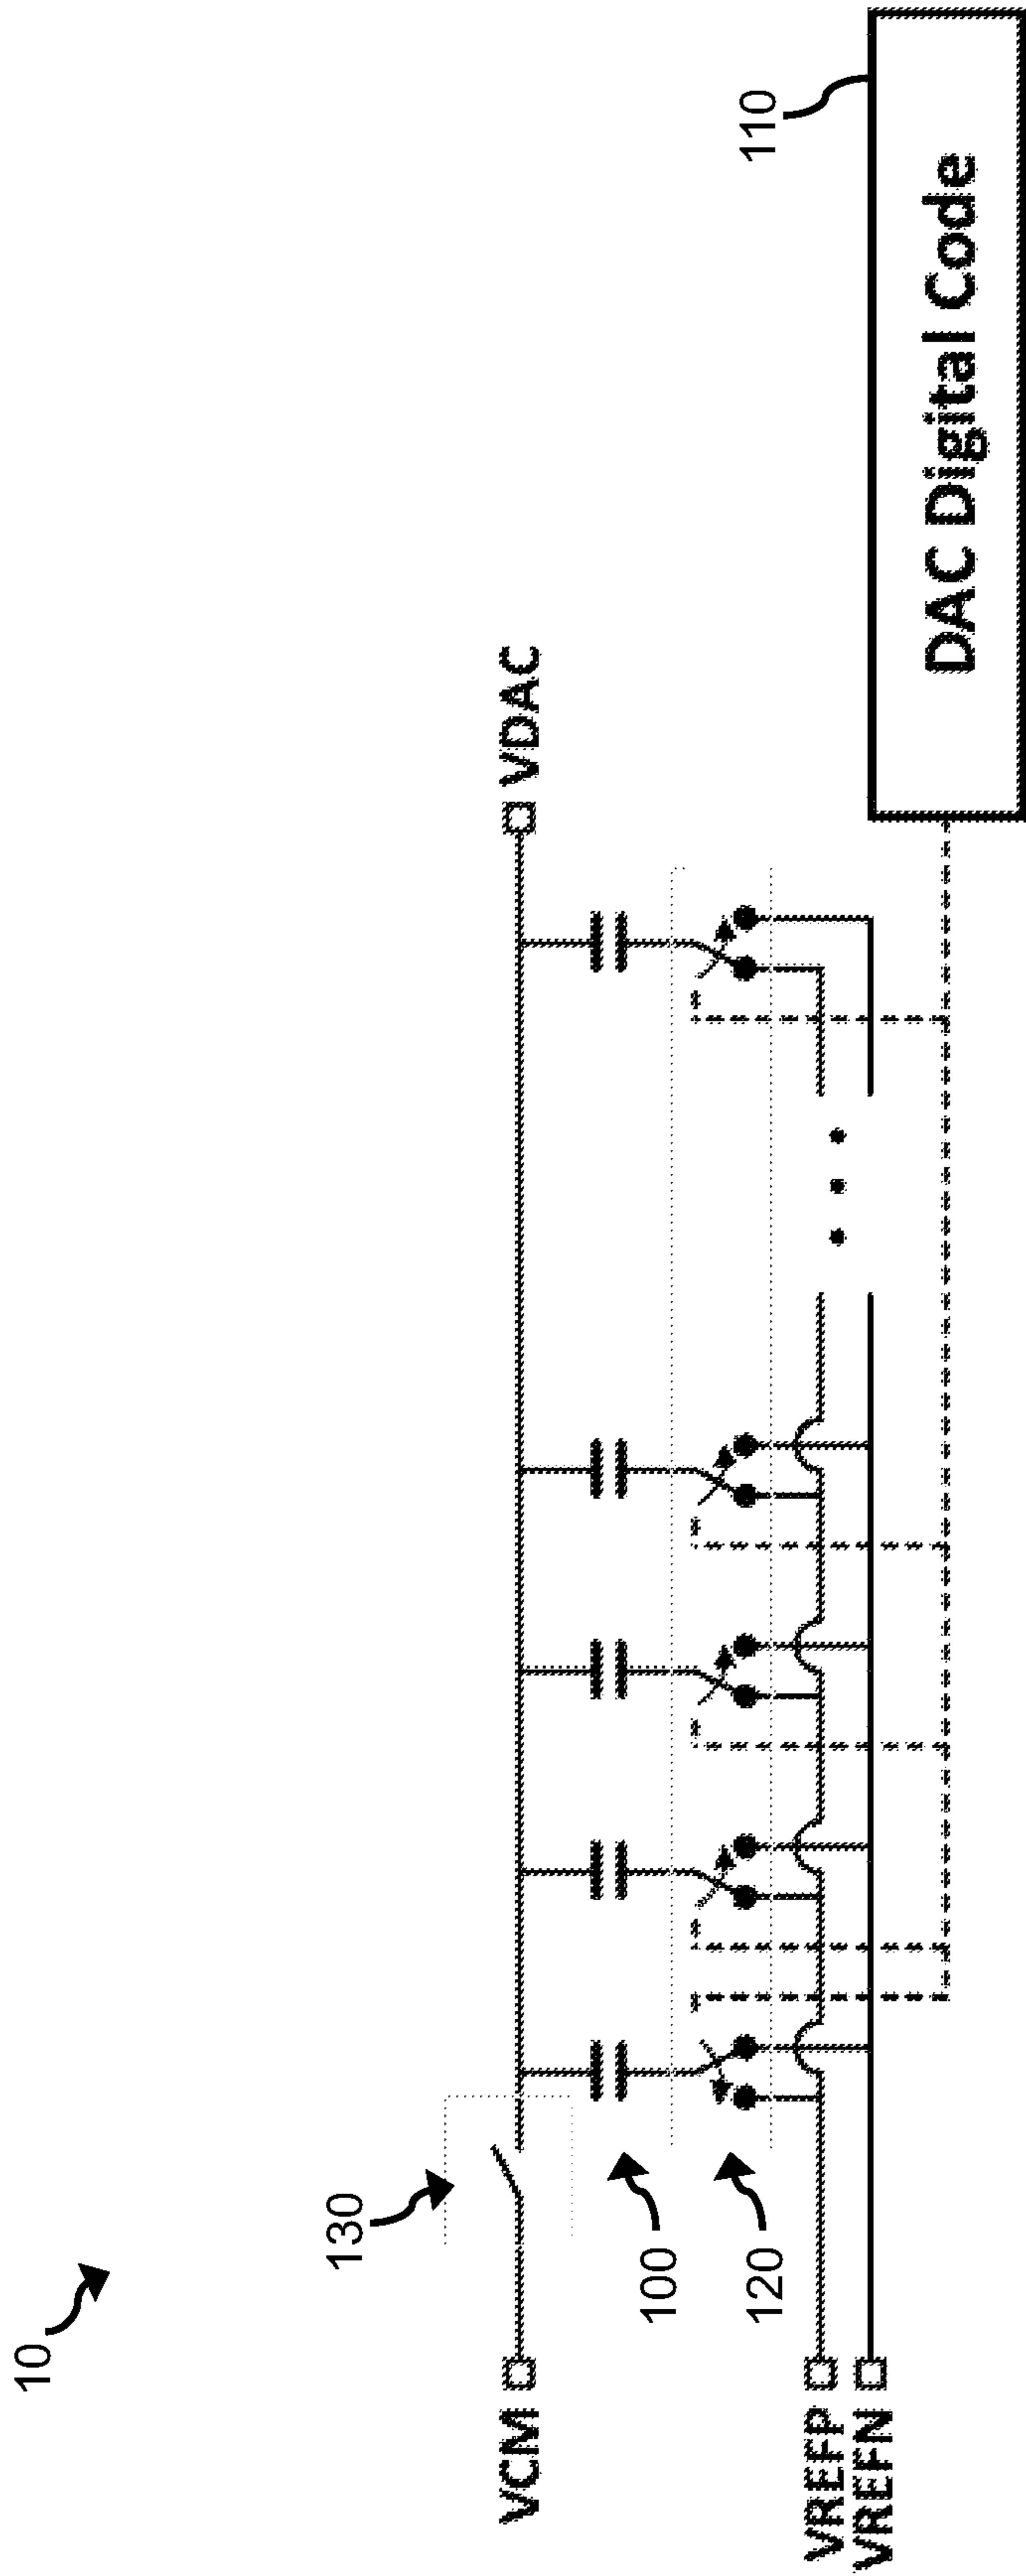 10
130
VCM
VDAC
100
120
VREFP
VREFN
110
DAC Digital Code